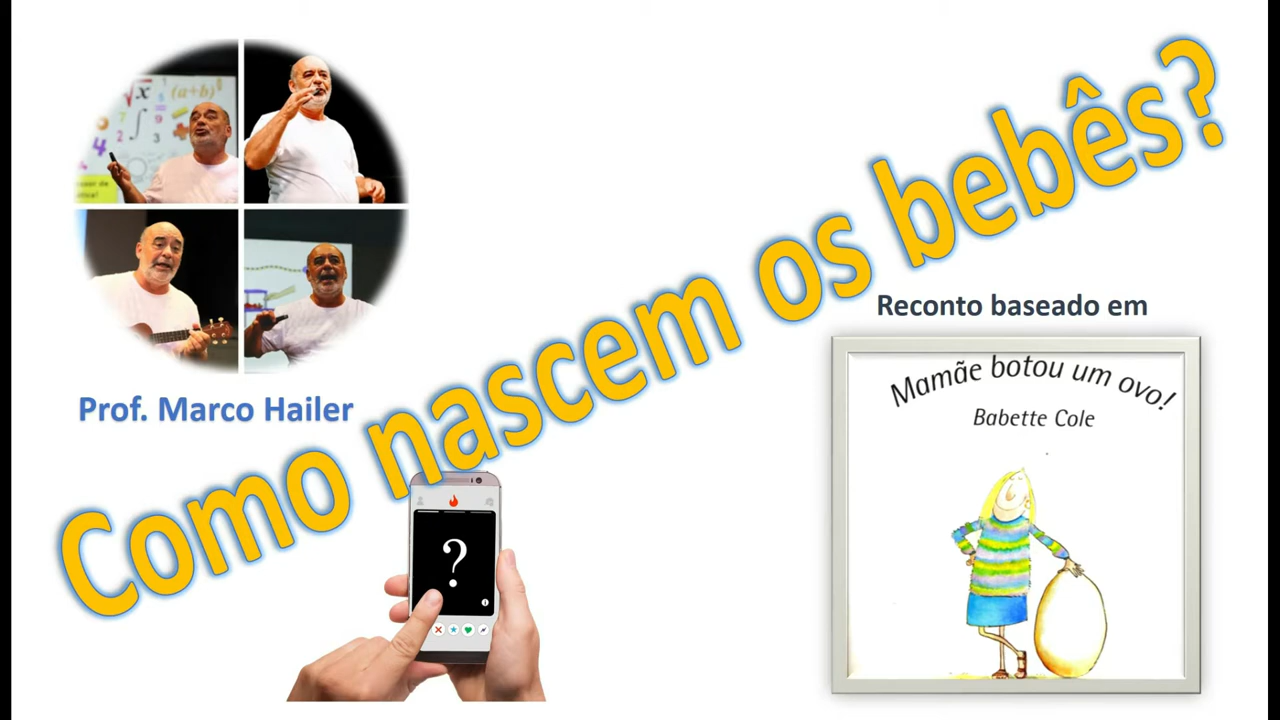 Como nascem os bebês?
√x (a+b)
Prof. Marco Hailer
?
Reconto baseado em
Mamãe botou um ovo!
Babette Cole